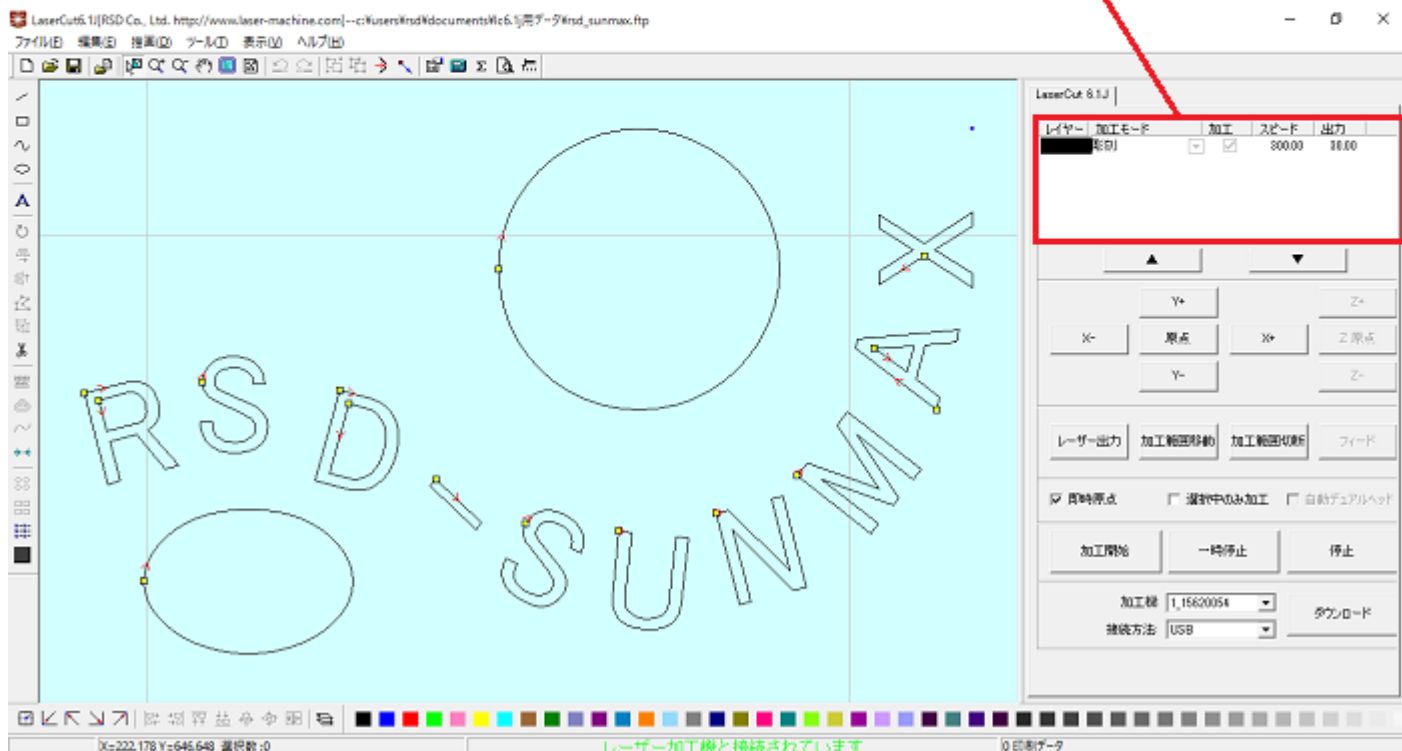 LaserCut6.1J[RSD Co., Ltd. http://www.laser-machine.com]--c:¥users¥rsd¥documents¥lc6.1j用データ¥rsd_sunmax.ftp
ファイル(F) 編集(E) 描画(D) ツール(T) 表示(V) ヘルプ(H)
LaserCut 6.1J
レイヤー 加工モード 加工 スピード 出力
彫刻 300.00 30.00
Y+ Z+
X- 原点 X+ Z 原点
Y- Z-
レーザー出力 加工範囲移動 加工範囲切断 フィード
即時原点 選択中のみ加工 自動デュアルヘッド
加工開始 一時停止 停止
加工機 1_15620054
ダウンロード
接続方法: USB
RSD-SUNMAX
X=222.178 Y=646.648 選択数:0 レーザー加工機と接続されています 0 印刷データ